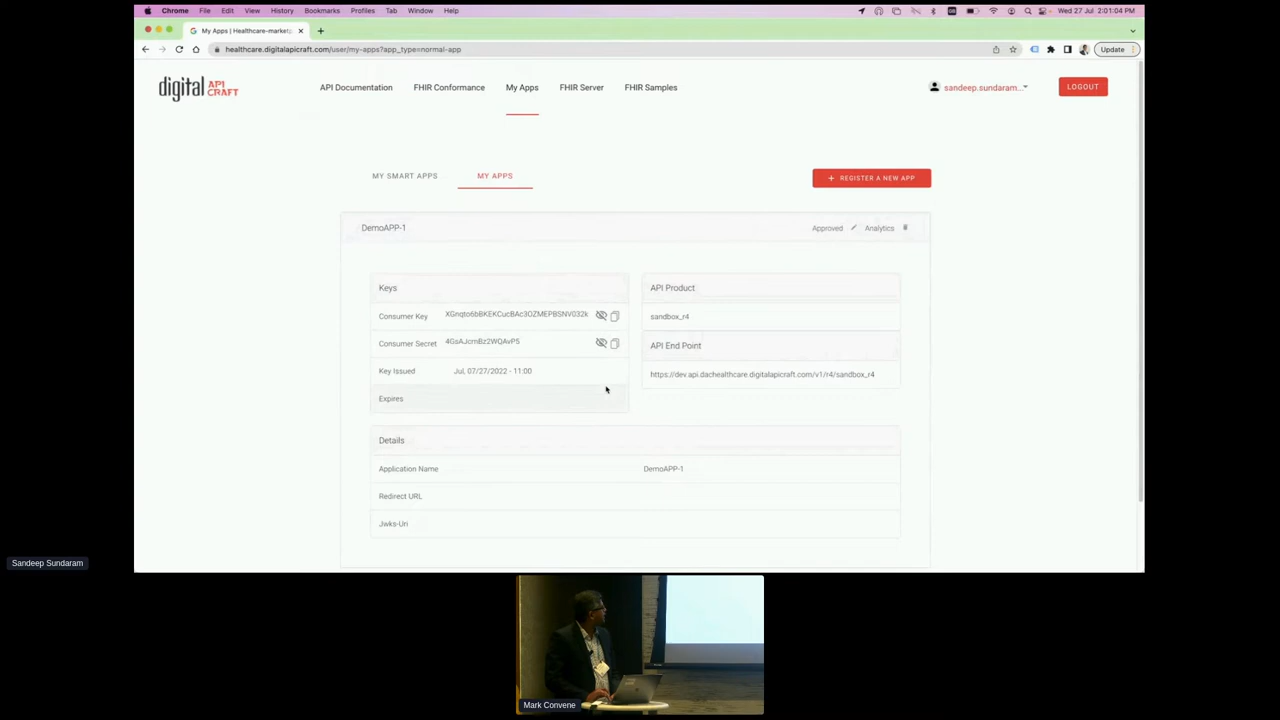 Chrome File Edit View History Bookmarks Profiles Tab Window Help Wed 27 Jul 2:01:04 PM
My Apps | Healthcare-marketp
healthcare.digitalapicraft.com/user/my-apps?app_type=normal-app Update
digital API CRAFT
API Documentation FHIR Conformance My Apps FHIR Server FHIR Samples sandeep.sundaram... LOGOUT
MY SMART APPS MY APPS + REGISTER A NEW APP
DemoAPP-1 Approved Analytics
Keys
Consumer Key XGnqto6bBKEKCucBAc3OZMEPBSNV032k
Consumer Secret 4GsAJcmBz2WQAvP5
Key Issued Jul, 07/27/2022 - 11:00
Expires
API Product
sandbox_r4
API End Point
https://dev.api.dachealthcare.digitalapicraft.com/v1/r4/sandbox_r4
Details
Application Name DemoAPP-1
Redirect URL
Jwks-Uri
Sandeep Sundaram
Mark Convene